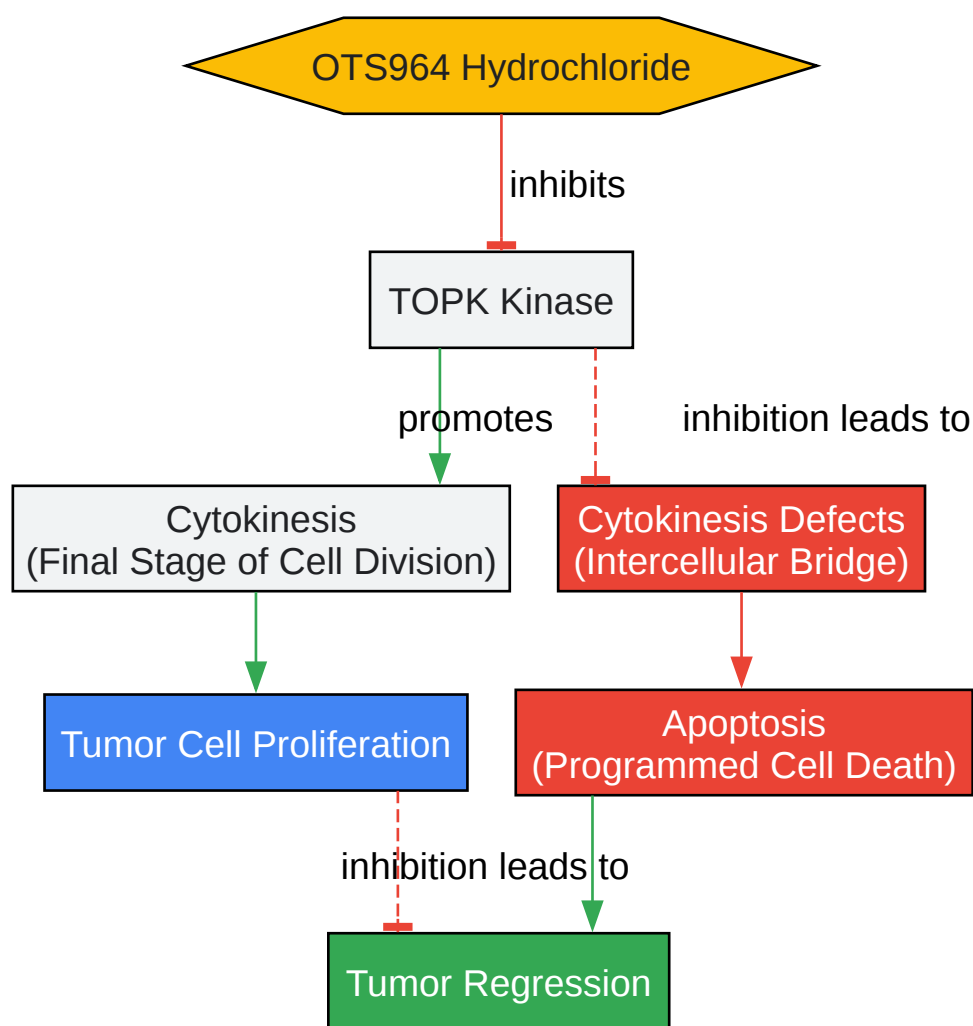 OTS964 Hydrochloride
inhibits
TOPK Kinase
promotes
inhibition leads to
Cytokinesis
(Final Stage of Cell Division)
Cytokinesis Defects
(Intercellular Bridge)
Tumor Cell Proliferation
Apoptosis
(Programmed Cell Death)
inhibition leads to
Tumor Regression